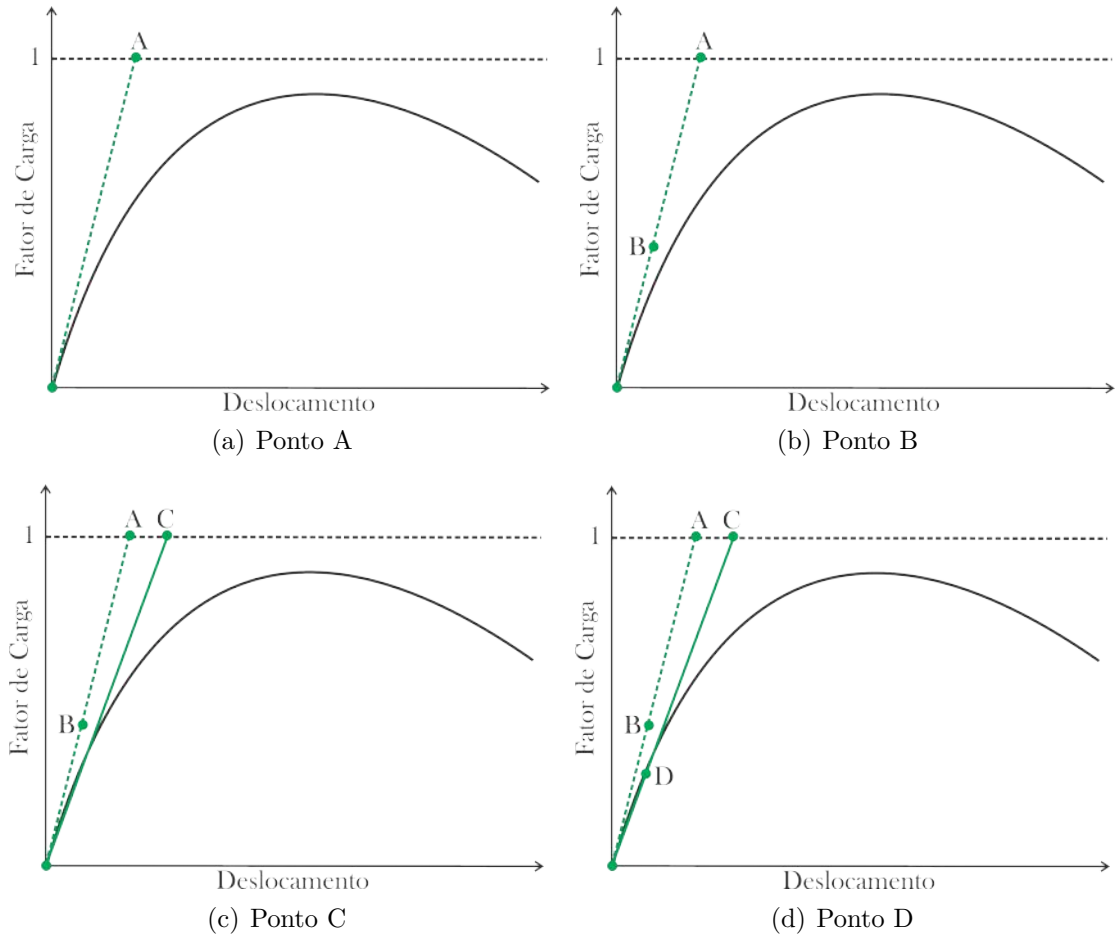 A
1
Fator de Carga
Deslocamento
(a) Ponto A
A
1
Fator de Carga
B
Deslocamento
(b) Ponto B
A C
1
Fator de Carga
B
Deslocamento
(c) Ponto C
A C
1
Fator de Carga
B
D
Deslocamento
(d) Ponto D